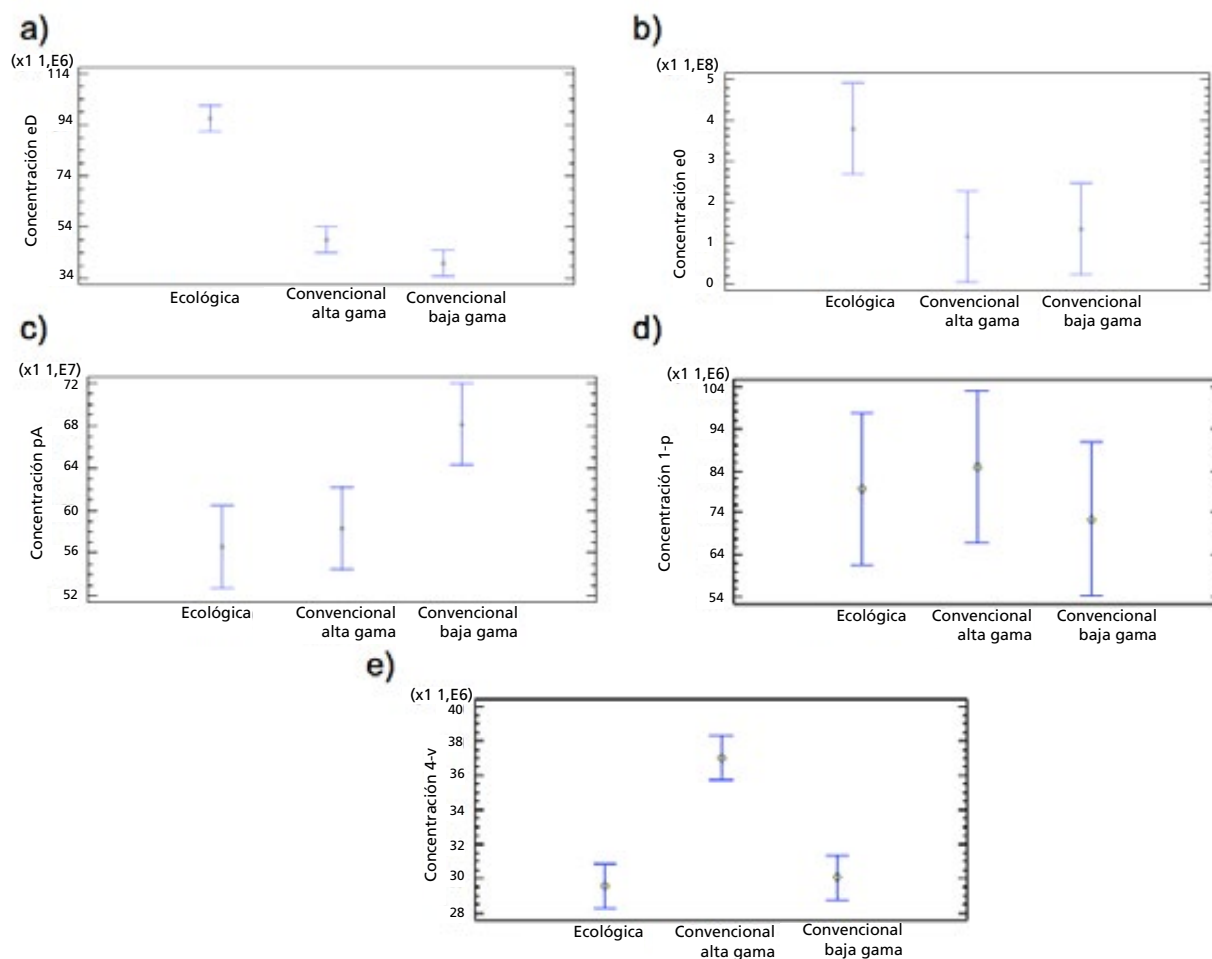 a)
(x1 1,E6)
114
94
74
54
34
Concentración eD
Ecológica
Convencional
alta gama
Convencional
baja gama
b)
(x1 1,E8)
5
4
3
2
1
0
Concentración e0
Ecológica
Convencional
alta gama
Convencional
baja gama
c)
(x1 1,E7)
72
68
64
60
56
52
Concentración pA
Ecológica
Convencional
alta gama
Convencional
baja gama
d)
(x1 1,E6)
104
94
84
74
64
54
Concentración 1-p
Ecológica
Convencional
alta gama
Convencional
baja gama
e)
(x1 1,E6)
40
38
36
34
32
30
28
Concentración 4-v
Ecológica
Convencional
alta gama
Convencional
baja gama